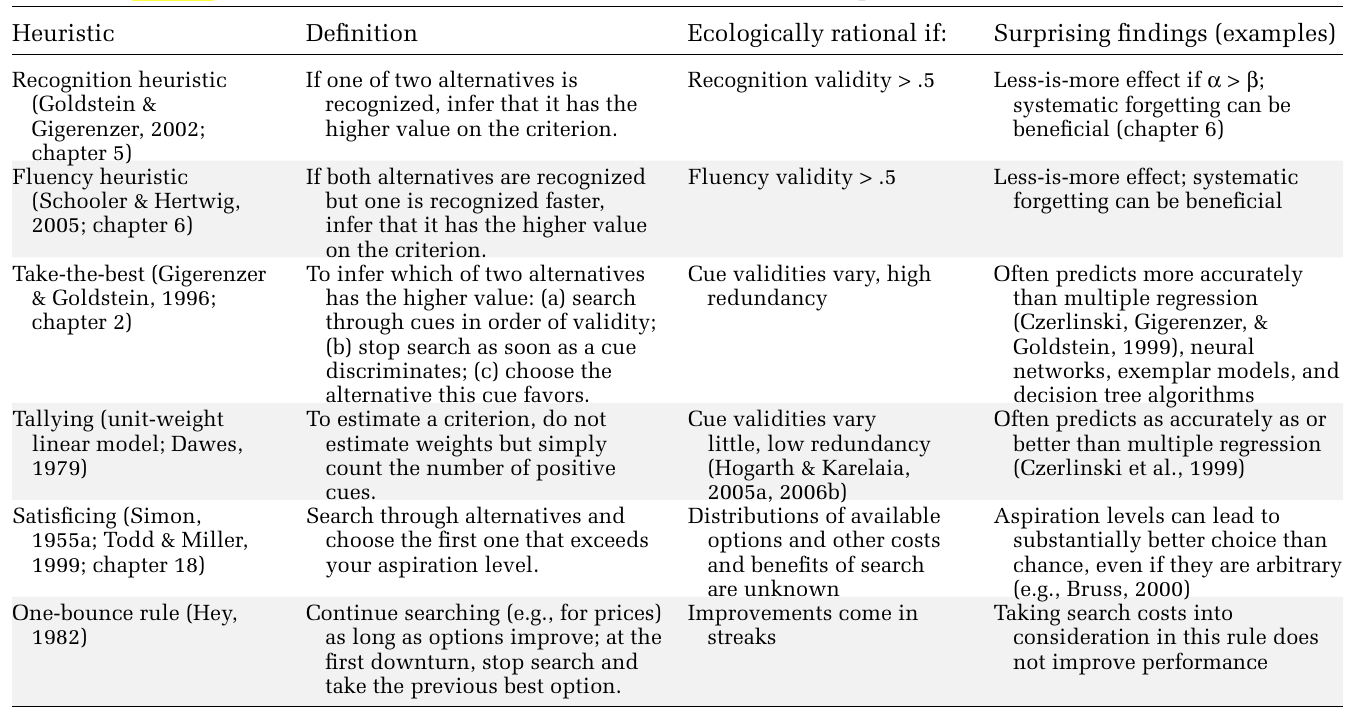 Heuristic
Definition
Ecologically rational if:
Surprising findings (examples)
Recognition heuristic
(Goldstein &
Gigerenzer, 2002;
chapter 5)
If one of two alternatives is
recognized, infer that it has the
higher value on the criterion.
Recognition validity > .5
Less-is-more effect if α > β;
systematic forgetting can be
beneficial (chapter 6)
Fluency heuristic
(Schooler & Hertwig,
2005; chapter 6)
If both alternatives are recognized
but one is recognized faster,
infer that it has the higher value
on the criterion.
Fluency validity > .5
Less-is-more effect; systematic
forgetting can be beneficial
Take-the-best (Gigerenzer
& Goldstein, 1996;
chapter 2)
To infer which of two alternatives
has the higher value: (a) search
through cues in order of validity;
(b) stop search as soon as a cue
discriminates; (c) choose the
alternative this cue favors.
Cue validities vary, high
redundancy
Often predicts more accurately
than multiple regression
(Czerlinski, Gigerenzer, &
Goldstein, 1999), neural
networks, exemplar models, and
decision tree algorithms
Tallying (unit-weight
linear model; Dawes,
1979)
To estimate a criterion, do not
estimate weights but simply
count the number of positive
cues.
Cue validities vary
little, low redundancy
(Hogarth & Karelaia,
2005a, 2006b)
Often predicts as accurately as or
better than multiple regression
(Czerlinski et al., 1999)
Satisficing (Simon,
1955a; Todd & Miller,
1999; chapter 18)
Search through alternatives and
choose the first one that exceeds
your aspiration level.
Distributions of available
options and other costs
and benefits of search
are unknown
Aspiration levels can lead to
substantially better choice than
chance, even if they are arbitrary
(e.g., Bruss, 2000)
One-bounce rule (Hey,
1982)
Continue searching (e.g., for prices)
as long as options improve; at the
first downturn, stop search and
take the previous best option.
Improvements come in
streaks
Taking search costs into
consideration in this rule does
not improve performance